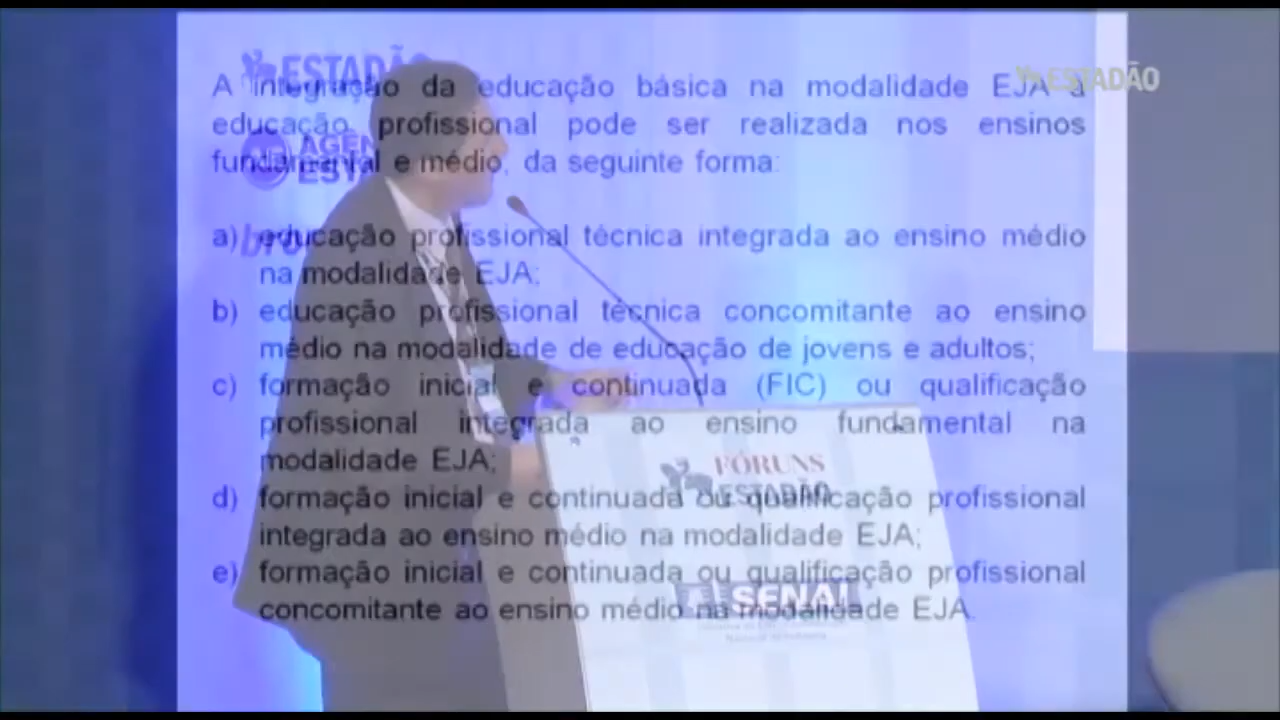 ESTADÃO
ESTADÃO
A integração da educação básica na modalidade EJA à
educação profissional pode ser realizada nos ensinos
fundamental e médio, da seguinte forma:
a) educação profissional técnica integrada ao ensino médio
na modalidade EJA;
b) educação profissional técnica concomitante ao ensino
médio na modalidade de educação de jovens e adultos;
c) formação inicial e continuada (FIC) ou qualificação
profissional integrada ao ensino fundamental na
modalidade EJA;
d) formação inicial e continuada ou qualificação profissional
integrada ao ensino médio na modalidade EJA;
e) formação inicial e continuada ou qualificação profissional
concomitante ao ensino médio na modalidade EJA.
FÓRUNS
ESTADÃO
SENAI